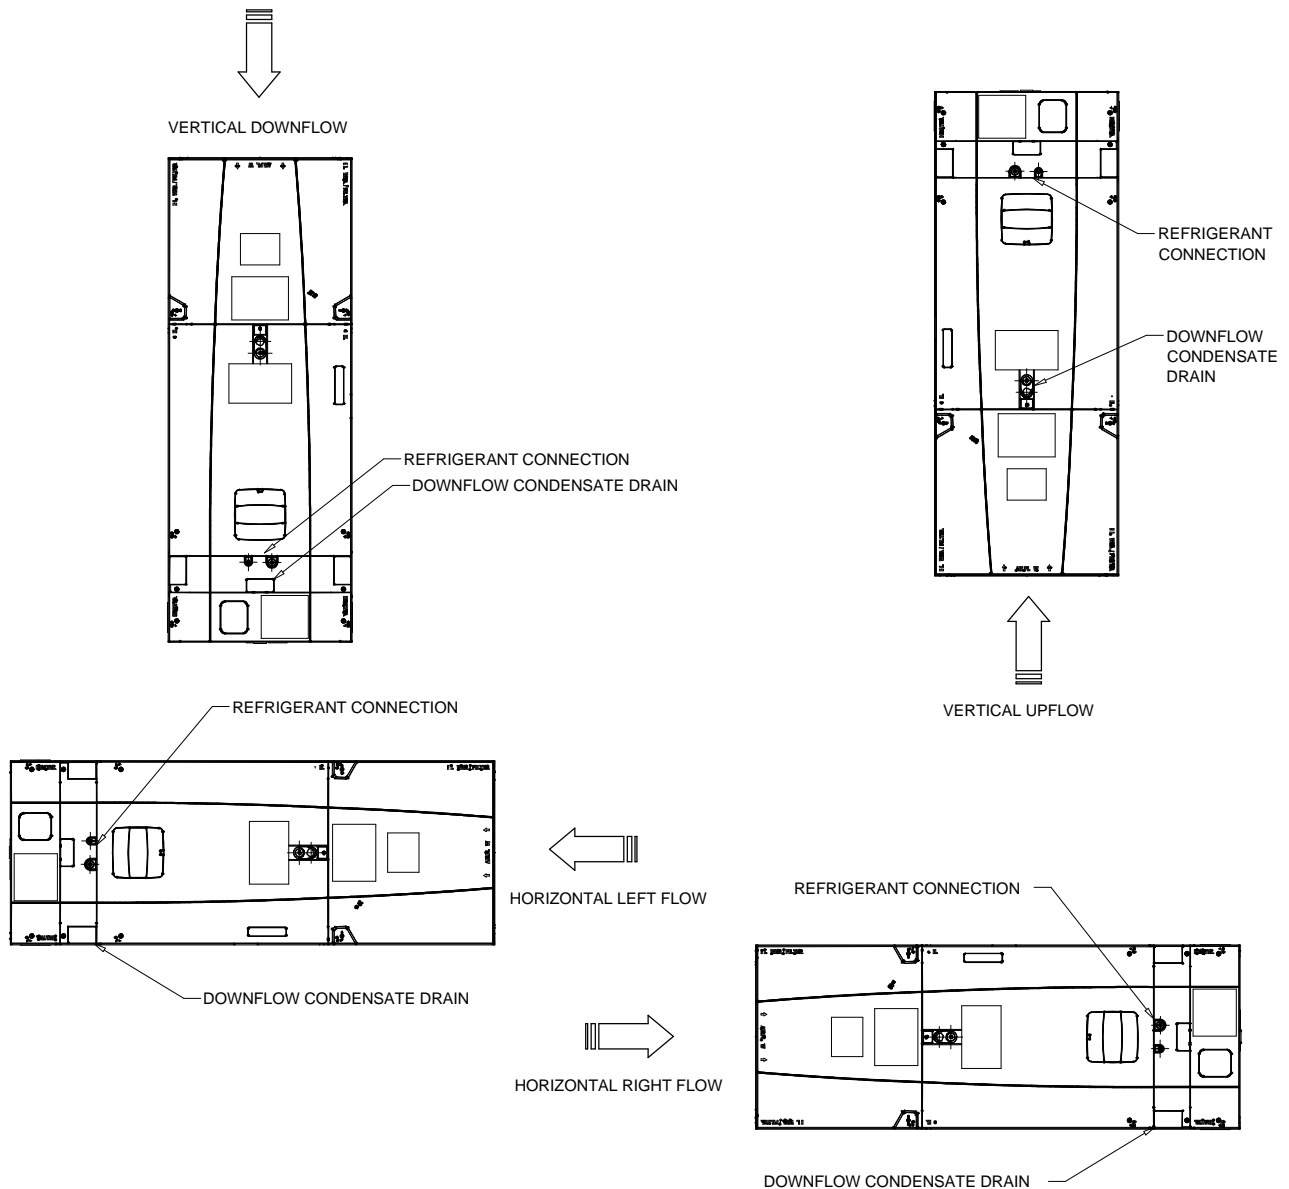 VERTICAL DOWNFLOW
REFRIGERANT
CONNECTION
DOWNFLOW
CONDENSATE
DRAIN
REFRIGERANT CONNECTION
DOWNFLOW CONDENSATE DRAIN
VERTICAL UPFLOW
REFRIGERANT CONNECTION
HORIZONTAL LEFT FLOW
REFRIGERANT CONNECTION
DOWNFLOW CONDENSATE DRAIN
HORIZONTAL RIGHT FLOW
DOWNFLOW CONDENSATE DRAIN